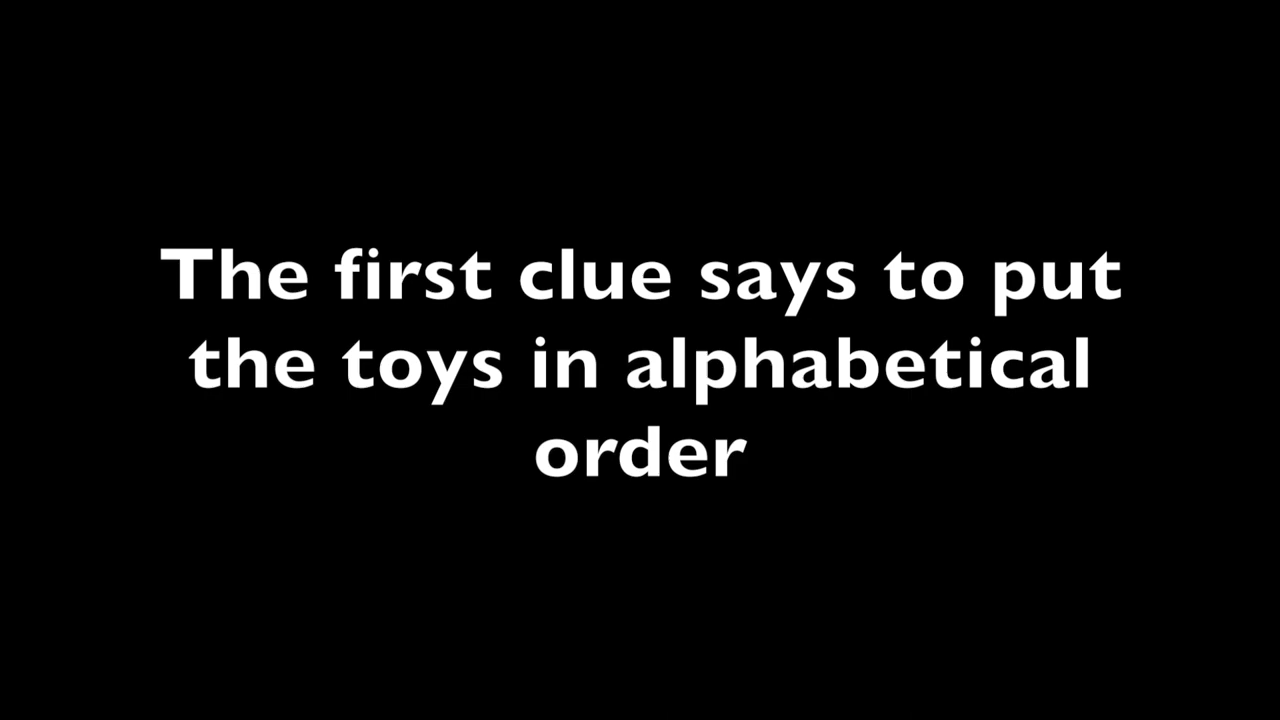 The first clue says to put
the toys in alphabetical
order